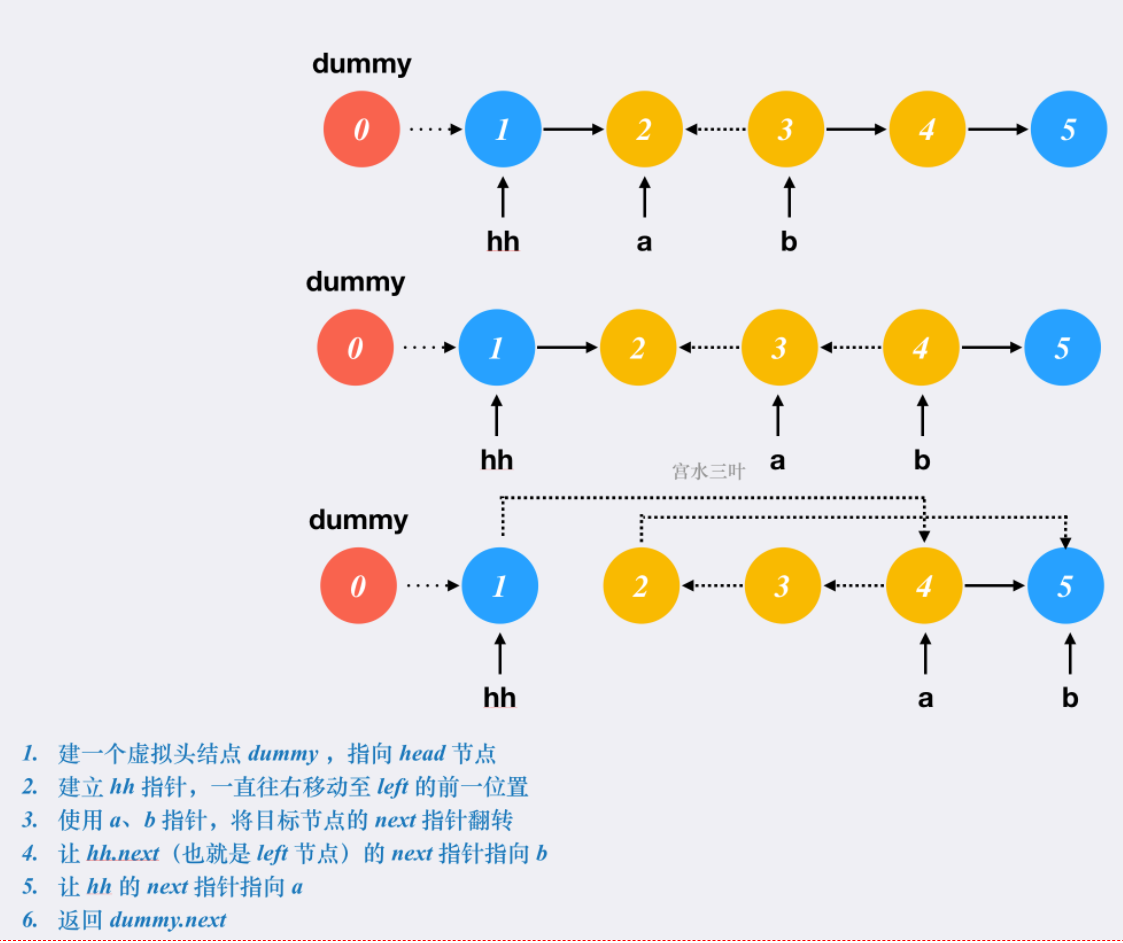 dummy
0 1 2 3 4 5
hh a b
dummy
0 1 2 3 4 5
hh a b
宫水三叶
dummy
0 1 2 3 4 5
hh a b
1. 建一个虚拟头结点 dummy ，指向 head 节点
2. 建立 hh 指针，一直往右移动至 left 的前一位置
3. 使用 a、b 指针，将目标节点的 next 指针翻转
4. 让 hh.next（也就是 left 节点）的 next 指针指向 b
5. 让 hh 的 next 指针指向 a
6. 返回 dummy.next